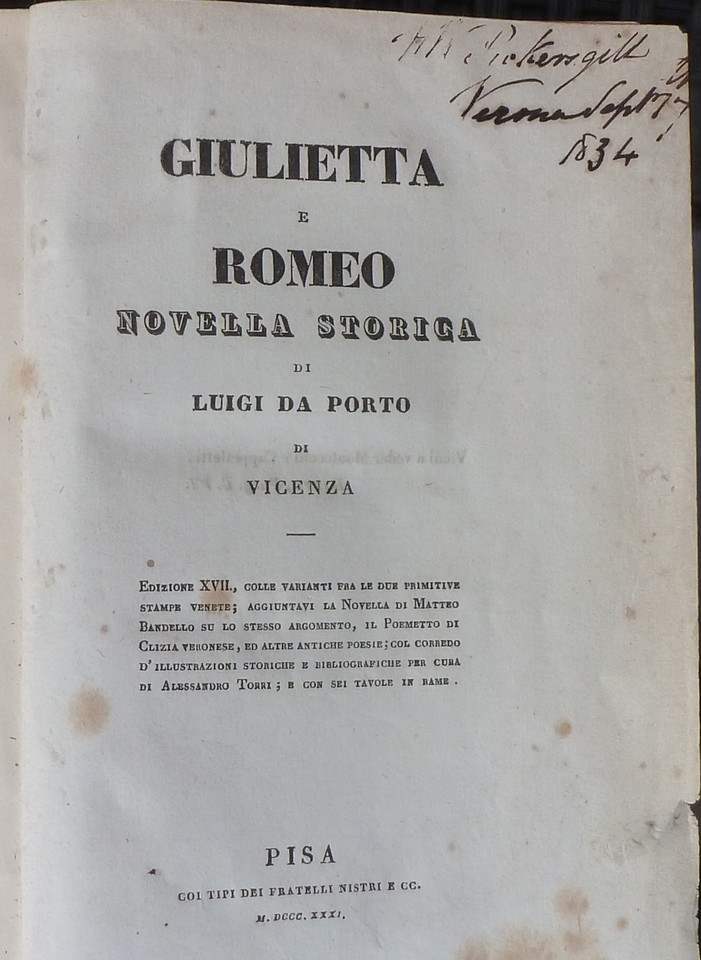 Pickersgill
Verona Sept
1834
GIULIETTA
E
ROMEO
NOVELLA STORICA
DI
LUIGI DA PORTO
DI
VICENZA
EDIZIONE XVII., COLLE VARIANTI FRA LE DUE PRIMITIVE
STAMPE VENETE; AGGIUNTAVI LA NOVELLA DI MATTEO
BANDELLO SU LO STESSO ARGOMENTO, IL POEMETTO DI
CLIZIA VERONESE, ED ALTRE ANTICHE POESIE; COL CORREDO
D'ILLUSTRAZIONI STORICHE E BIBLIOGRAFICHE PER CURA
DI ALESSANDRO TORRI; E CON SEI TAVOLE IN RAME.
PISA
COI TIPI DEI FRATELLI NISTRI E CC.
M. DCCC. XXXI.